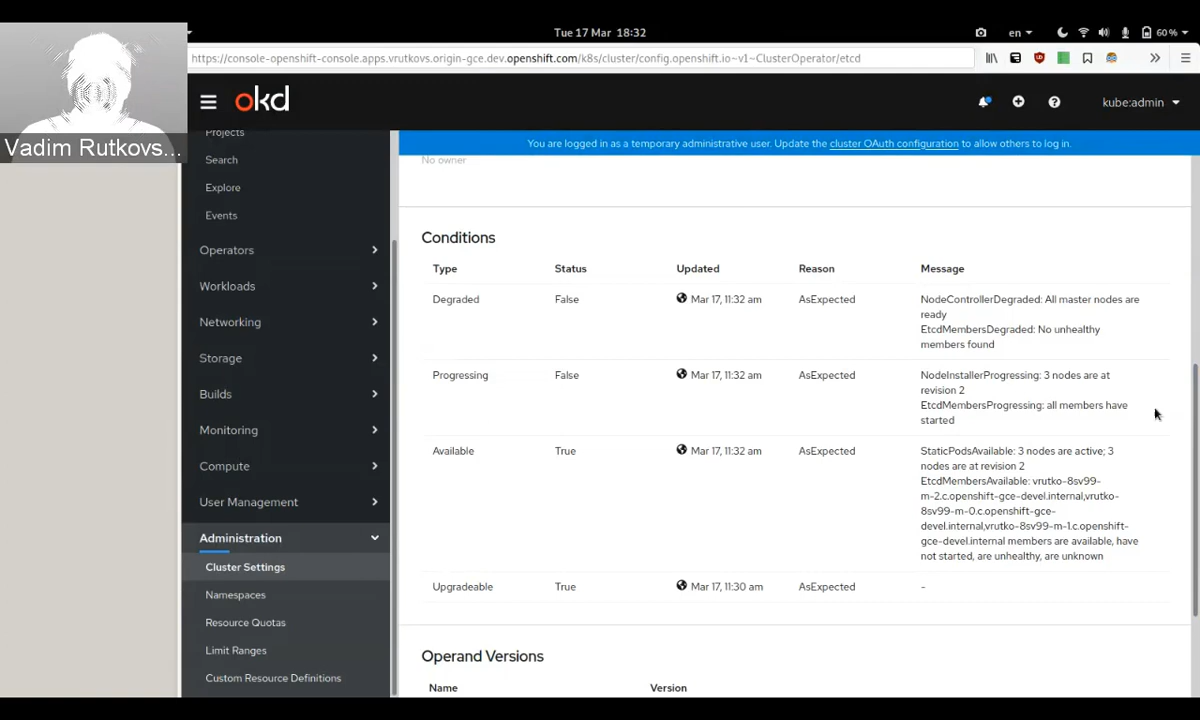 Tue 17 Mar 18:32
en
60 %
https://console-openshift-console.apps.vrutkovs.origin-gce.dev.openshift.com/k8s/cluster/config.openshift.io~v1~ClusterOperator/etcd
okd
kube:admin
Vadim Rutkovs...
You are logged in as a temporary administrative user. Update the cluster OAuth configuration to allow others to log in.
Projects
Search
Explore
Events
Operators
Workloads
Networking
Storage
Builds
Monitoring
Compute
User Management
Administration
Cluster Settings
Namespaces
Resource Quotas
Limit Ranges
Custom Resource Definitions
No owner
Conditions
Type Status Updated Reason Message
Degraded False Mar 17, 11:32 am AsExpected NodeControllerDegraded: All master nodes are
ready
EtcdMembersDegraded: No unhealthy
members found
Progressing False Mar 17, 11:32 am AsExpected NodeInstallerProgressing: 3 nodes are at
revision 2
EtcdMembersProgressing: all members have
started
Available True Mar 17, 11:32 am AsExpected StaticPodsAvailable: 3 nodes are active; 3
nodes are at revision 2
EtcdMembersAvailable: vrutko-8sv99-
m-2.c.openshift-gce-devel.internal,vrutko-
8sv99-m-0.c.openshift-gce-
devel.internal,vrutko-8sv99-m-1.c.openshift-
gce-devel.internal members are available, have
not started, are unhealthy, are unknown
Upgradeable True Mar 17, 11:30 am AsExpected -
Operand Versions
Name Version